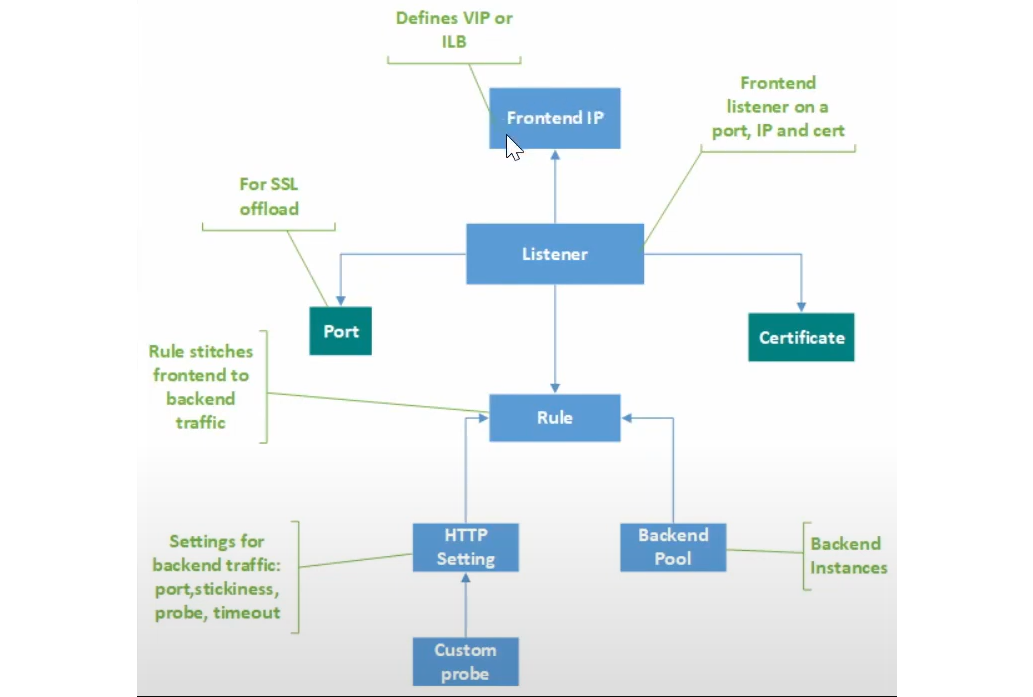 Defines VIP or
ILB
Frontend IP
Frontend
listener on a
port, IP and cert
For SSL
offload
Listener
Port
Certificate
Rule stitches
frontend to
backend
traffic
Rule
HTTP
Setting
Backend
Pool
Settings for
backend traffic:
port,stickiness,
probe, timeout
Backend
Instances
Custom
probe